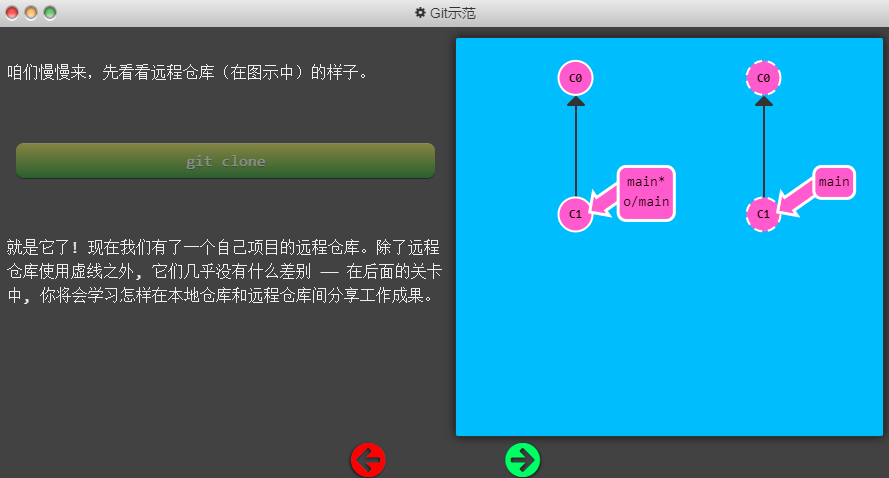 Git示范
咱们慢慢来，先看看远程仓库（在图示中）的样子。
git clone
就是它了! 现在我们有了一个自己项目的远程仓库。除了远程
仓库使用虚线之外, 它们几乎没有什么差别 —— 在后面的关卡
中, 你将会学习怎样在本地仓库和远程仓库间分享工作成果。
C0
C1
main*
o/main
C0
C1
main